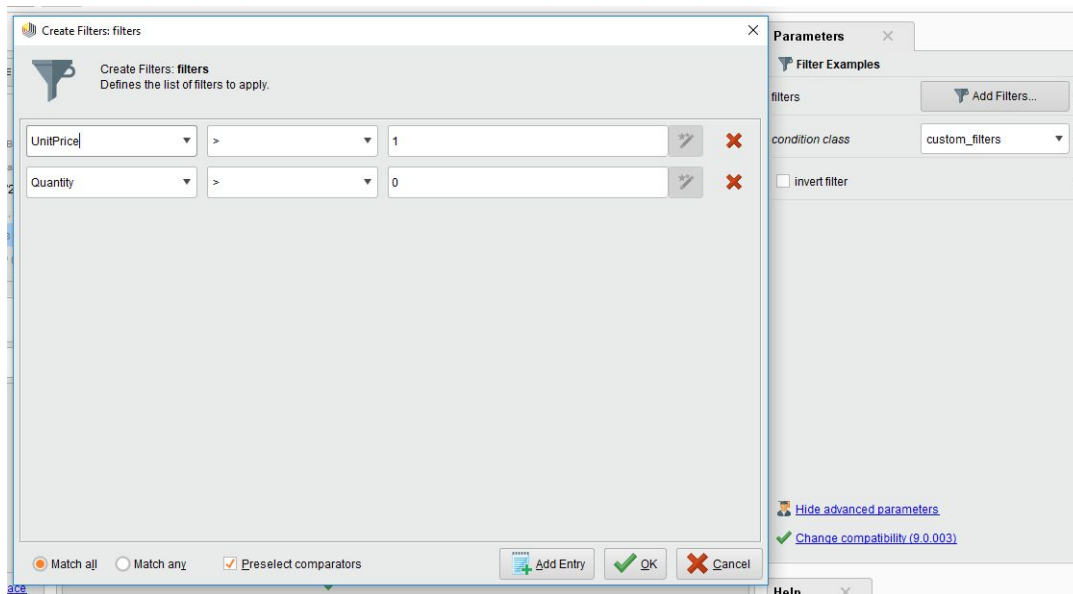 Create Filters: filters
Create Filters: filters
Defines the list of filters to apply.
UnitPrice > 1
Quantity > 0
Match all Match any Preselect comparators Add Entry OK Cancel
Parameters
Filter Examples
filters Add Filters...
condition class custom_filters
invert filter
Hide advanced parameters
Change compatibility (9.0.003)
Help